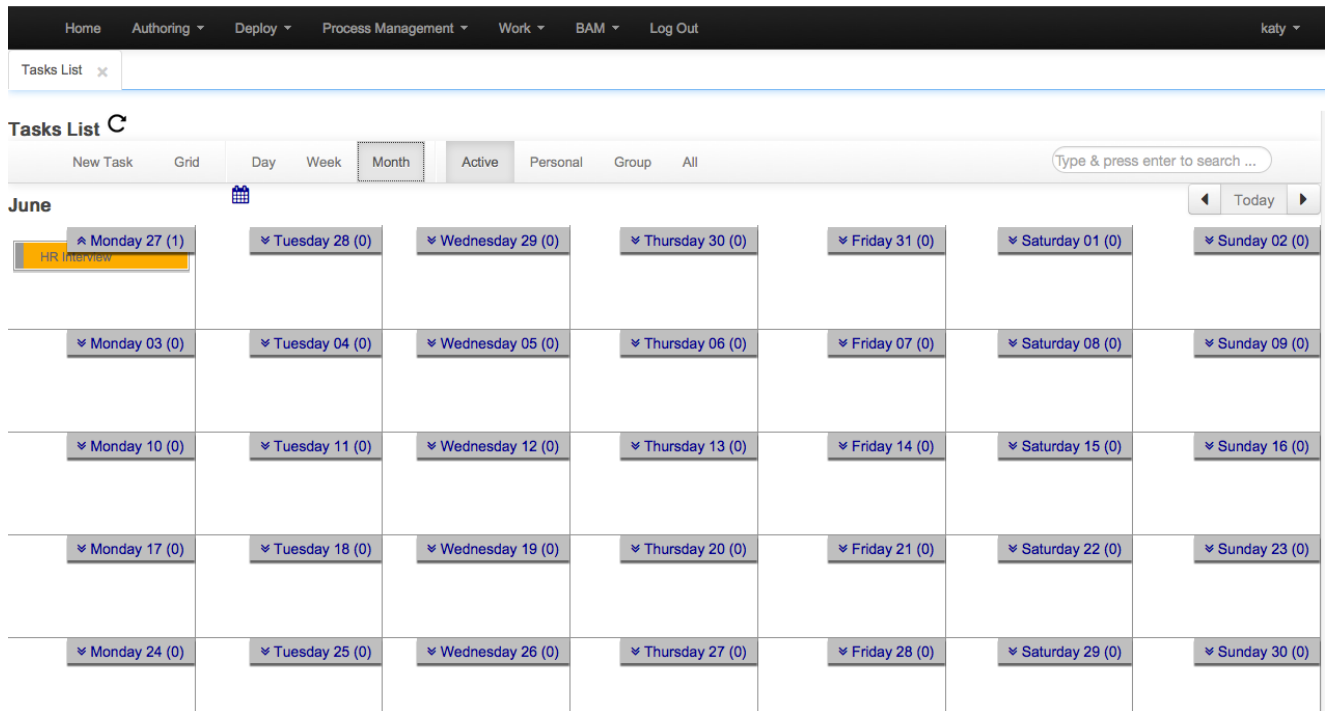 Home Authoring Deploy Process Management Work BAM Log Out katy
Tasks List
Tasks List
New Task Grid Day Week Month Active Personal Group All Type & press enter to search ...
June Today
Monday 27 (1) Tuesday 28 (0) Wednesday 29 (0) Thursday 30 (0) Friday 31 (0) Saturday 01 (0) Sunday 02 (0)
HR Interview
Monday 03 (0) Tuesday 04 (0) Wednesday 05 (0) Thursday 06 (0) Friday 07 (0) Saturday 08 (0) Sunday 09 (0)
Monday 10 (0) Tuesday 11 (0) Wednesday 12 (0) Thursday 13 (0) Friday 14 (0) Saturday 15 (0) Sunday 16 (0)
Monday 17 (0) Tuesday 18 (0) Wednesday 19 (0) Thursday 20 (0) Friday 21 (0) Saturday 22 (0) Sunday 23 (0)
Monday 24 (0) Tuesday 25 (0) Wednesday 26 (0) Thursday 27 (0) Friday 28 (0) Saturday 29 (0) Sunday 30 (0)